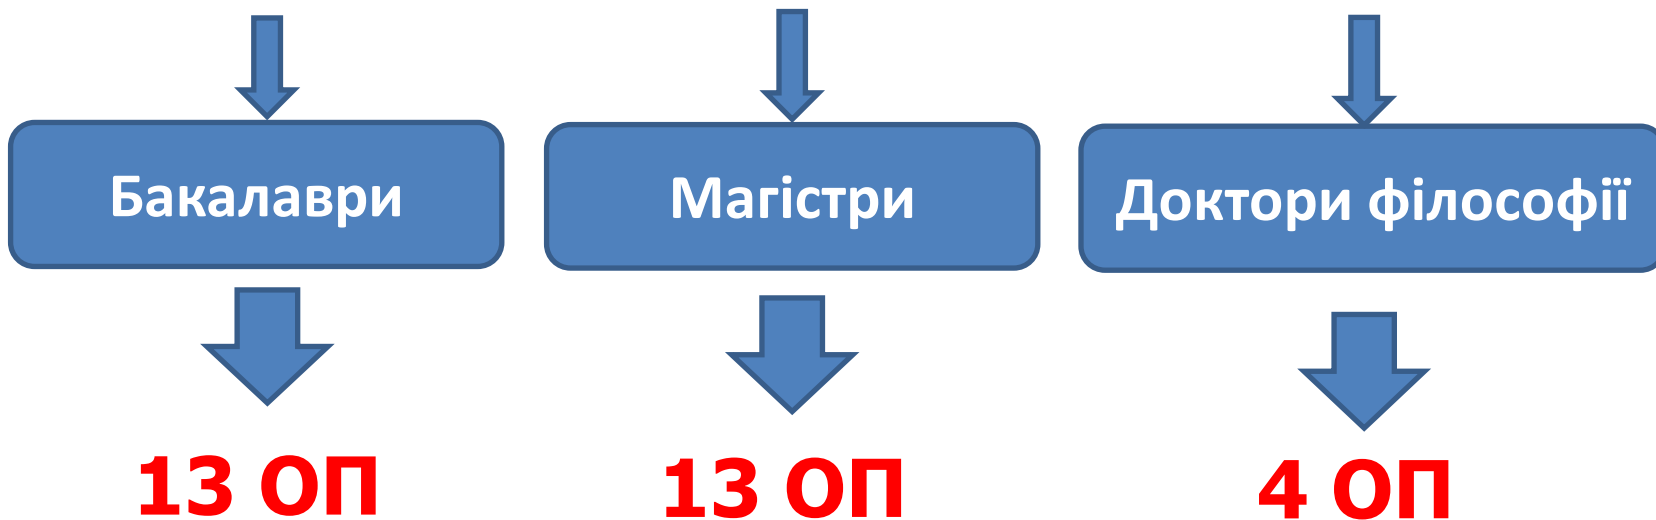 Бакалаври
Магістри
Доктори філософії
13 ОП
13 ОП
4 ОП